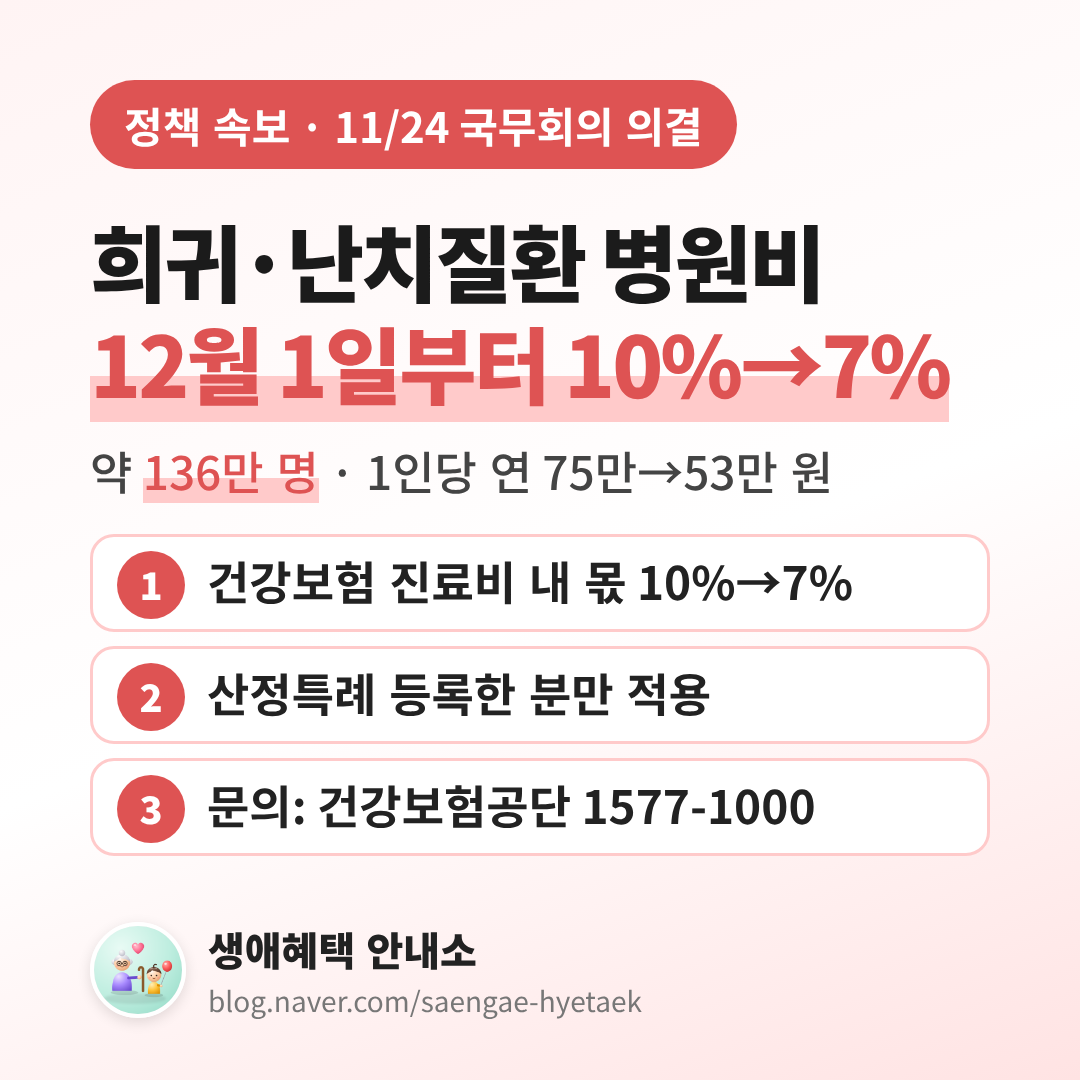 정책 속보 · 11/24 국무회의 의결
희귀·난치질환 병원비
12월 1일부터 10%→7%
약 136만 명 · 1인당 연 75만→53만 원
1 건강보험 진료비 내 몫 10%→7%
2 산정특례 등록한 분만 적용
3 문의: 건강보험공단 1577-1000
생애혜택 안내소
blog.naver.com/saengae-hyetaek